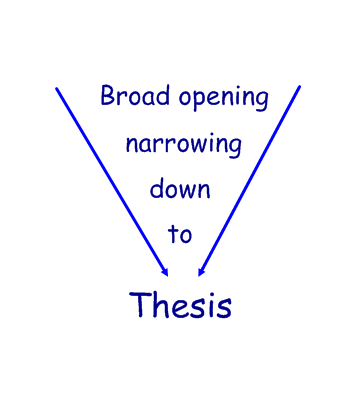 Broad opening
narrowing
down
to
Thesis